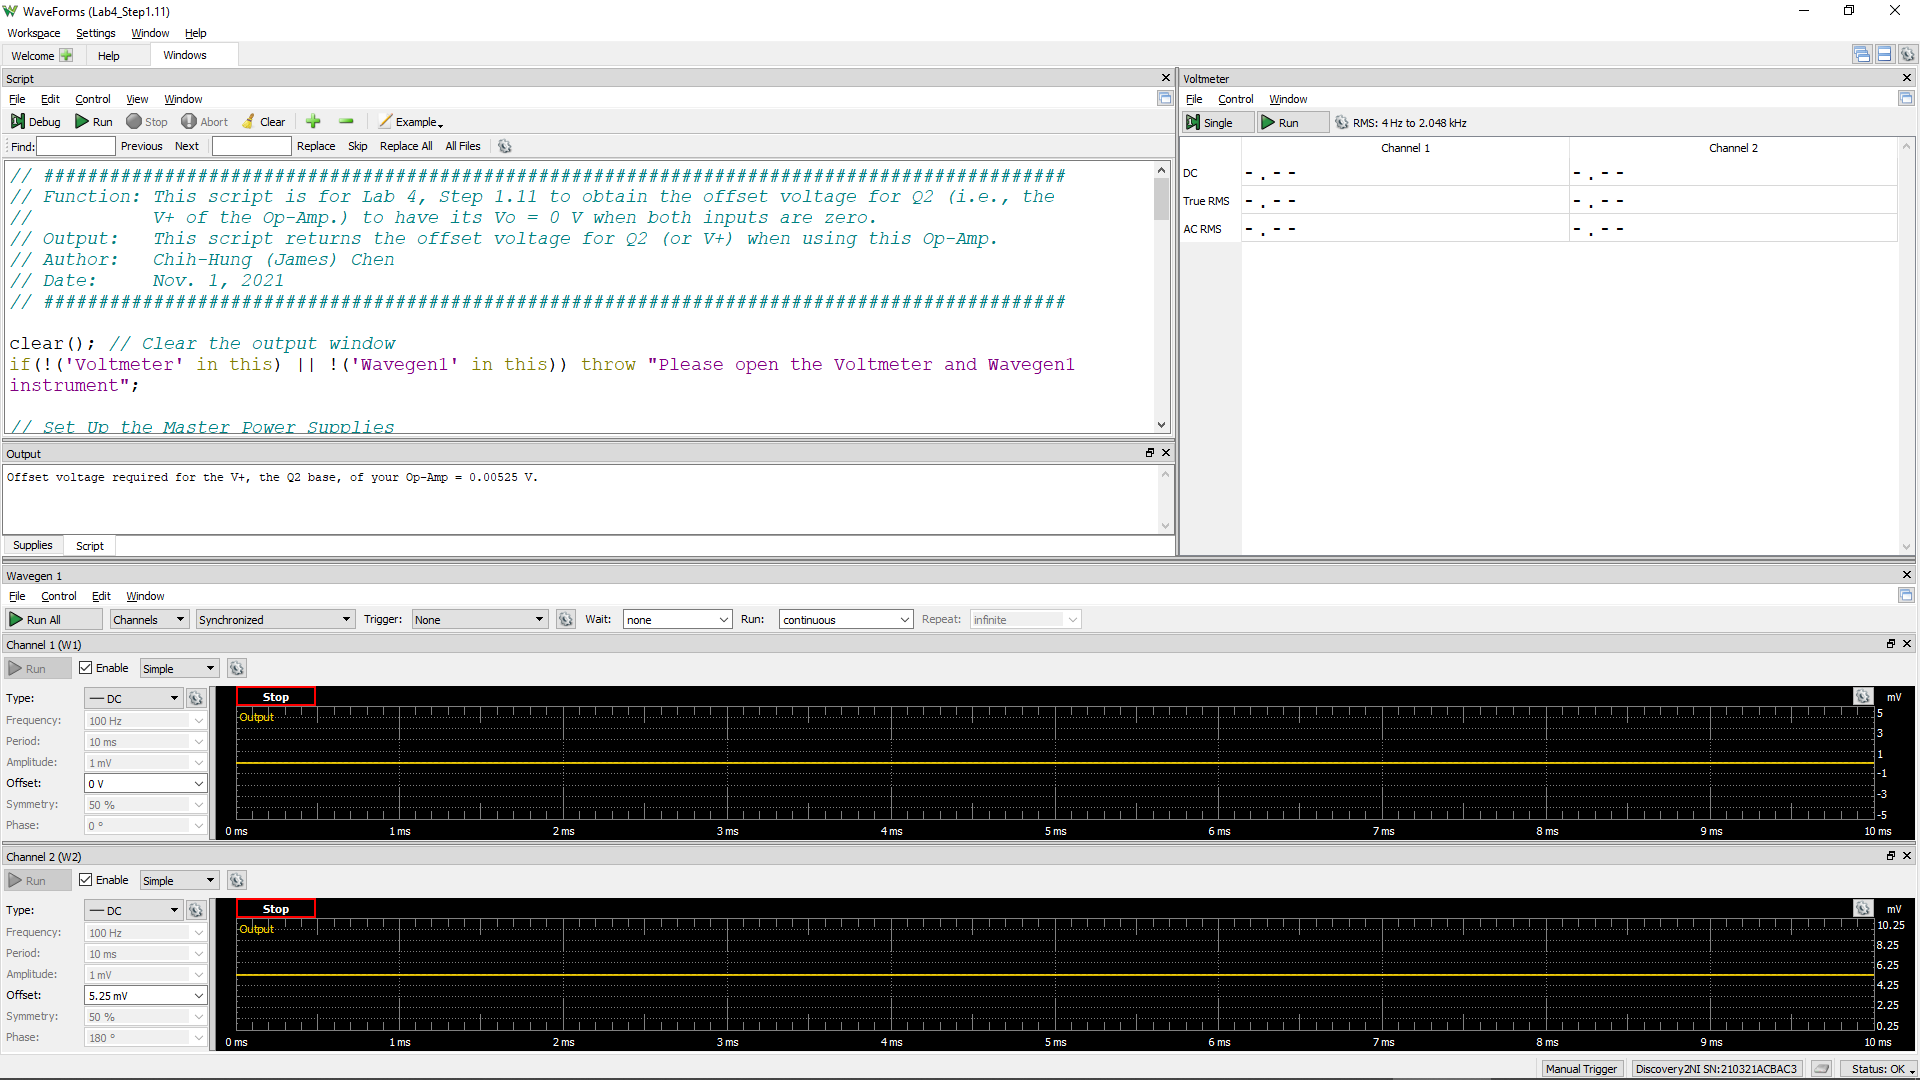 WaveForms (Lab4_Step1.11)
Workspace Settings Window Help
Welcome Help Windows
Script
File Edit Control View Window
Debug Run Stop Abort Clear Example
Find: Previous Next Replace Skip Replace All All Files
// #############################################################################################
// Function: This script is for Lab 4, Step 1.11 to obtain the offset voltage for Q2 (i.e., the
// V+ of the Op-Amp.) to have its Vo = 0 V when both inputs are zero.
// Output: This script returns the offset voltage for Q2 (or V+) when using this Op-Amp.
// Author: Chih-Hung (James) Chen
// Date: Nov. 1, 2021
// #############################################################################################
clear(); // Clear the output window
if(!('Voltmeter' in this) || !('Wavegen1' in this)) throw "Please open the Voltmeter and Wavegen1
instrument";
// Set Up the Master Power Supplies
Output
Offset voltage required for the V+, the Q2 base, of your Op-Amp = 0.00525 V.
Supplies Script
Voltmeter
File Control Window
Single Run RMS: 4 Hz to 2.048 kHz
Channel 1 Channel 2
DC -.-- -.--
True RMS -.-- -.--
AC RMS -.-- -.--
Wavegen 1
File Control Edit Window
Run All Channels Synchronized Trigger: None Wait: none Run: continuous Repeat: infinite
Channel 1 (W1)
Run Enable Simple
Type: DC
Frequency: 100 Hz
Period: 10 ms
Amplitude: 1 mV
Offset: 0 V
Symmetry: 50 %
Phase: 0 °
Stop mV
Output
5
3
1
-1
-3
-5
0 ms 1 ms 2 ms 3 ms 4 ms 5 ms 6 ms 7 ms 8 ms 9 ms 10 ms
Channel 2 (W2)
Run Enable Simple
Type: DC
Frequency: 100 Hz
Period: 10 ms
Amplitude: 1 mV
Offset: 5.25 mV
Symmetry: 50 %
Phase: 180 °
Stop mV
Output
10.25
8.25
6.25
4.25
2.25
0.25
0 ms 1 ms 2 ms 3 ms 4 ms 5 ms 6 ms 7 ms 8 ms 9 ms 10 ms
Manual Trigger Discovery2NI SN:210321ACBAC3 Status: OK